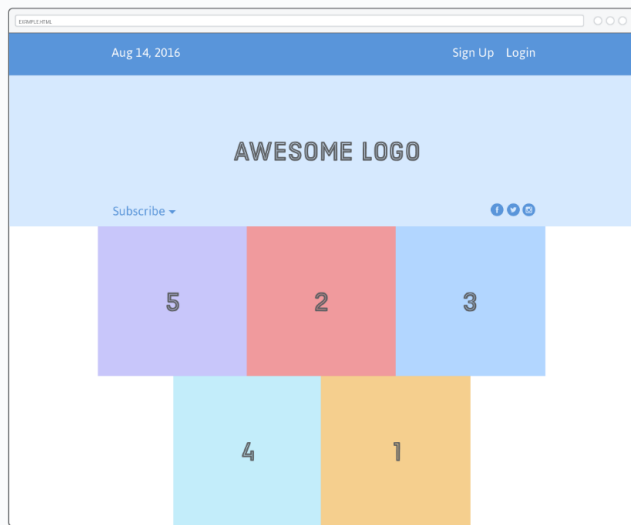 EXAMPLE.HTML
Aug 14, 2016 Sign Up Login
AWESOME LOGO
Subscribe
5 2 3
4 1